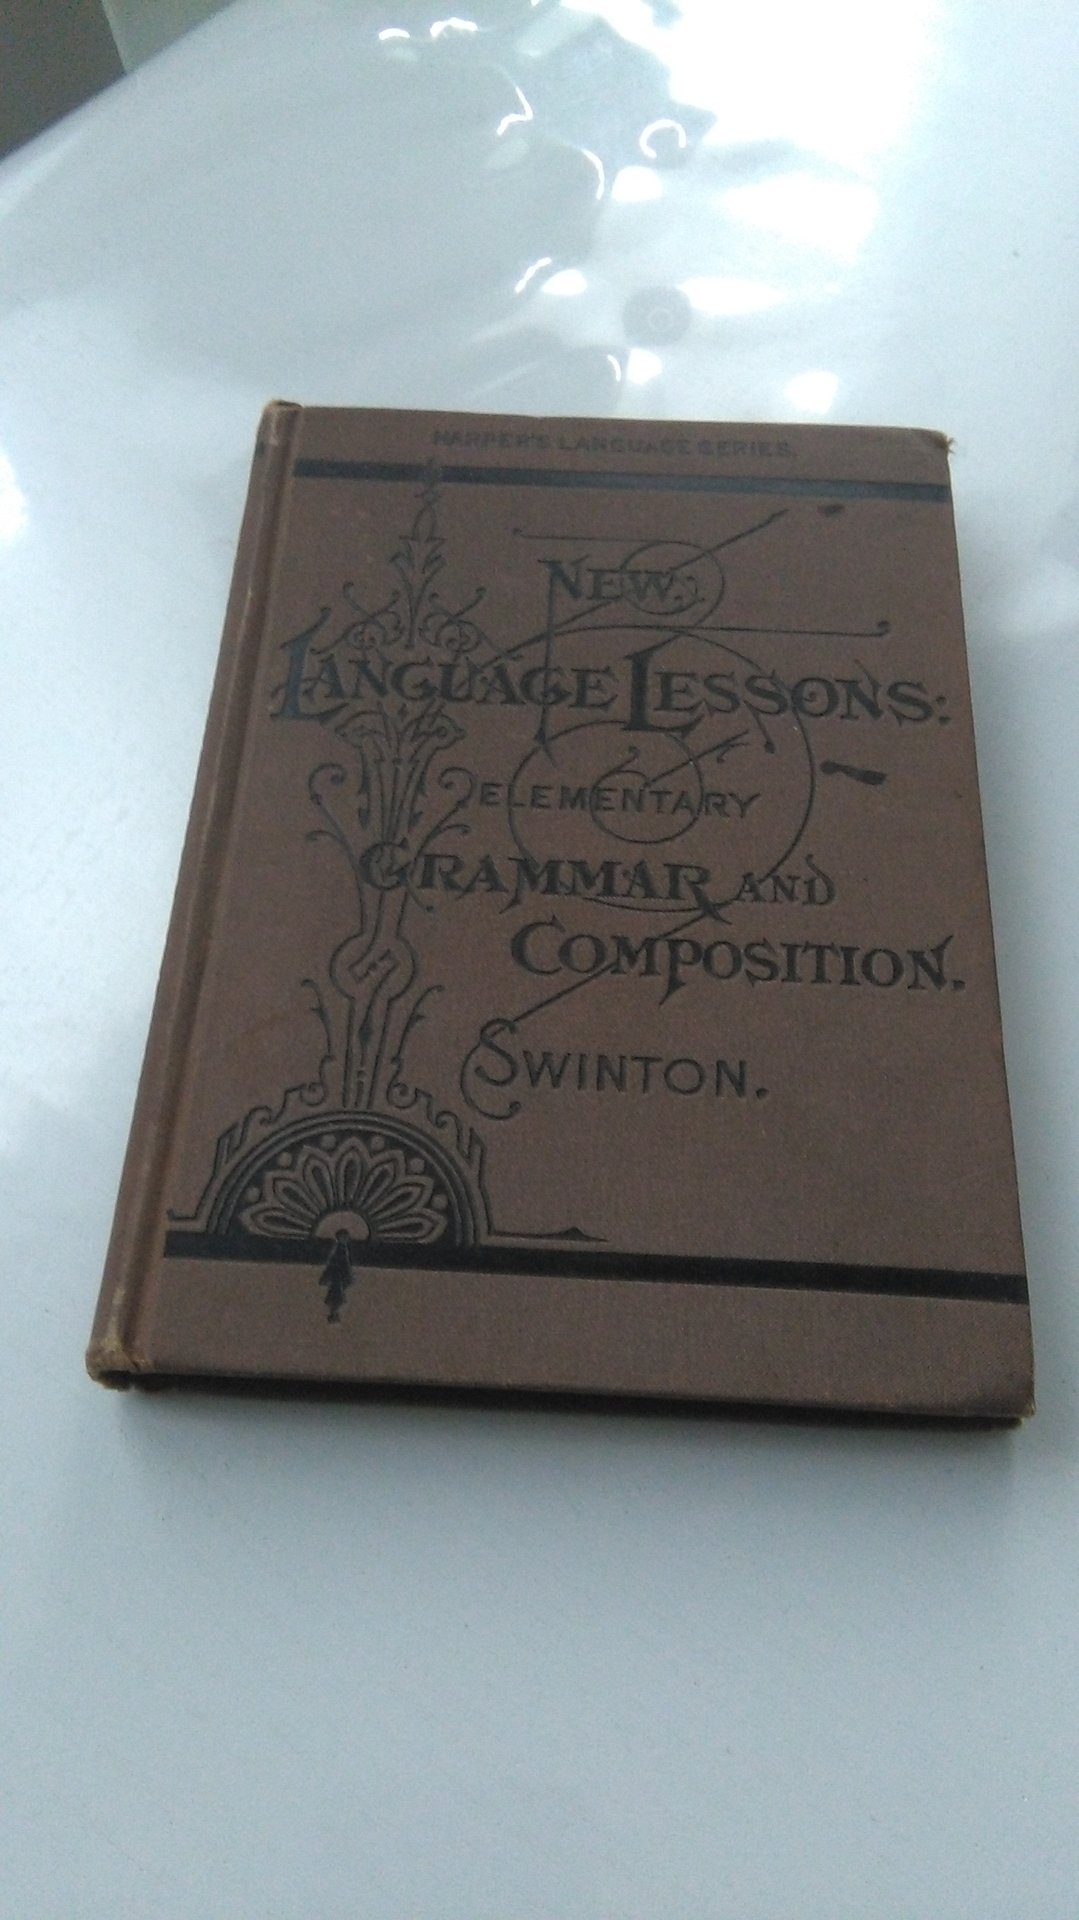 HARPER'S LANGUAGE SERIES.
NEW
LANGUAGE LESSONS:
ELEMENTARY
GRAMMAR AND
COMPOSITION.
SWINTON.